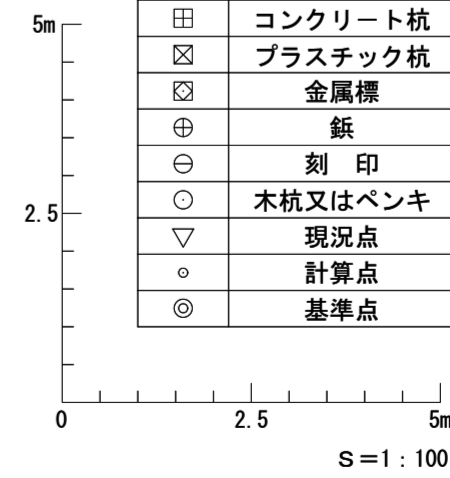 5m
コンクリート杭
プラスチック杭
金属標
鋲
刻 印
2.5
木杭又はペンキ
現況点
計算点
基準点
0 2.5 5m
S=1:100